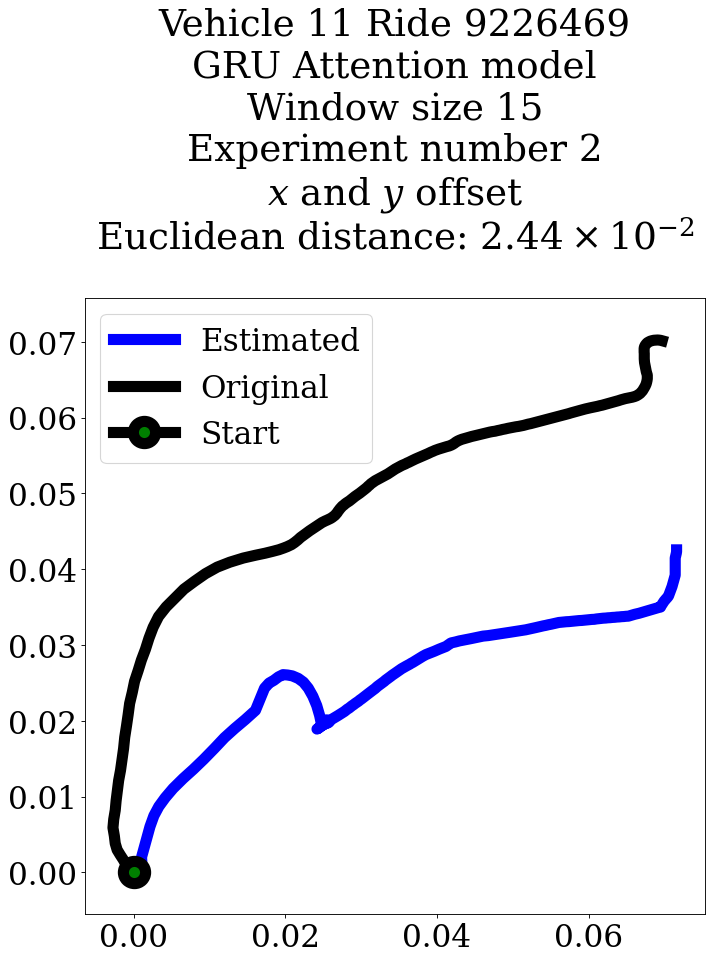 Vehicle 11 Ride 9226469
GRU Attention model
Window size 15
Experiment number 2
x and y offset
Euclidean distance: 2.44 × 10⁻²
Estimated
Original
Start
0.07
0.06
0.05
0.04
0.03
0.02
0.01
0.00
0.00 0.02 0.04 0.06